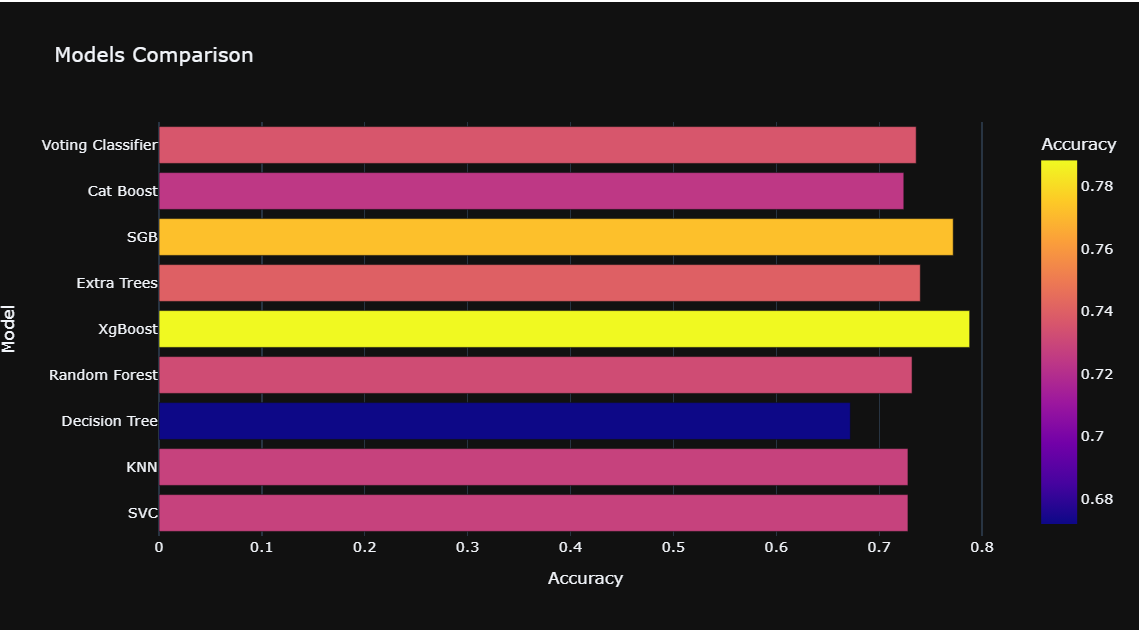 Models Comparison
Voting Classifier
Cat Boost
SGB
Extra Trees
XgBoost
Random Forest
Decision Tree
KNN
SVC
Model
0 0.1 0.2 0.3 0.4 0.5 0.6 0.7 0.8
Accuracy
Accuracy
0.78
0.76
0.74
0.72
0.7
0.68